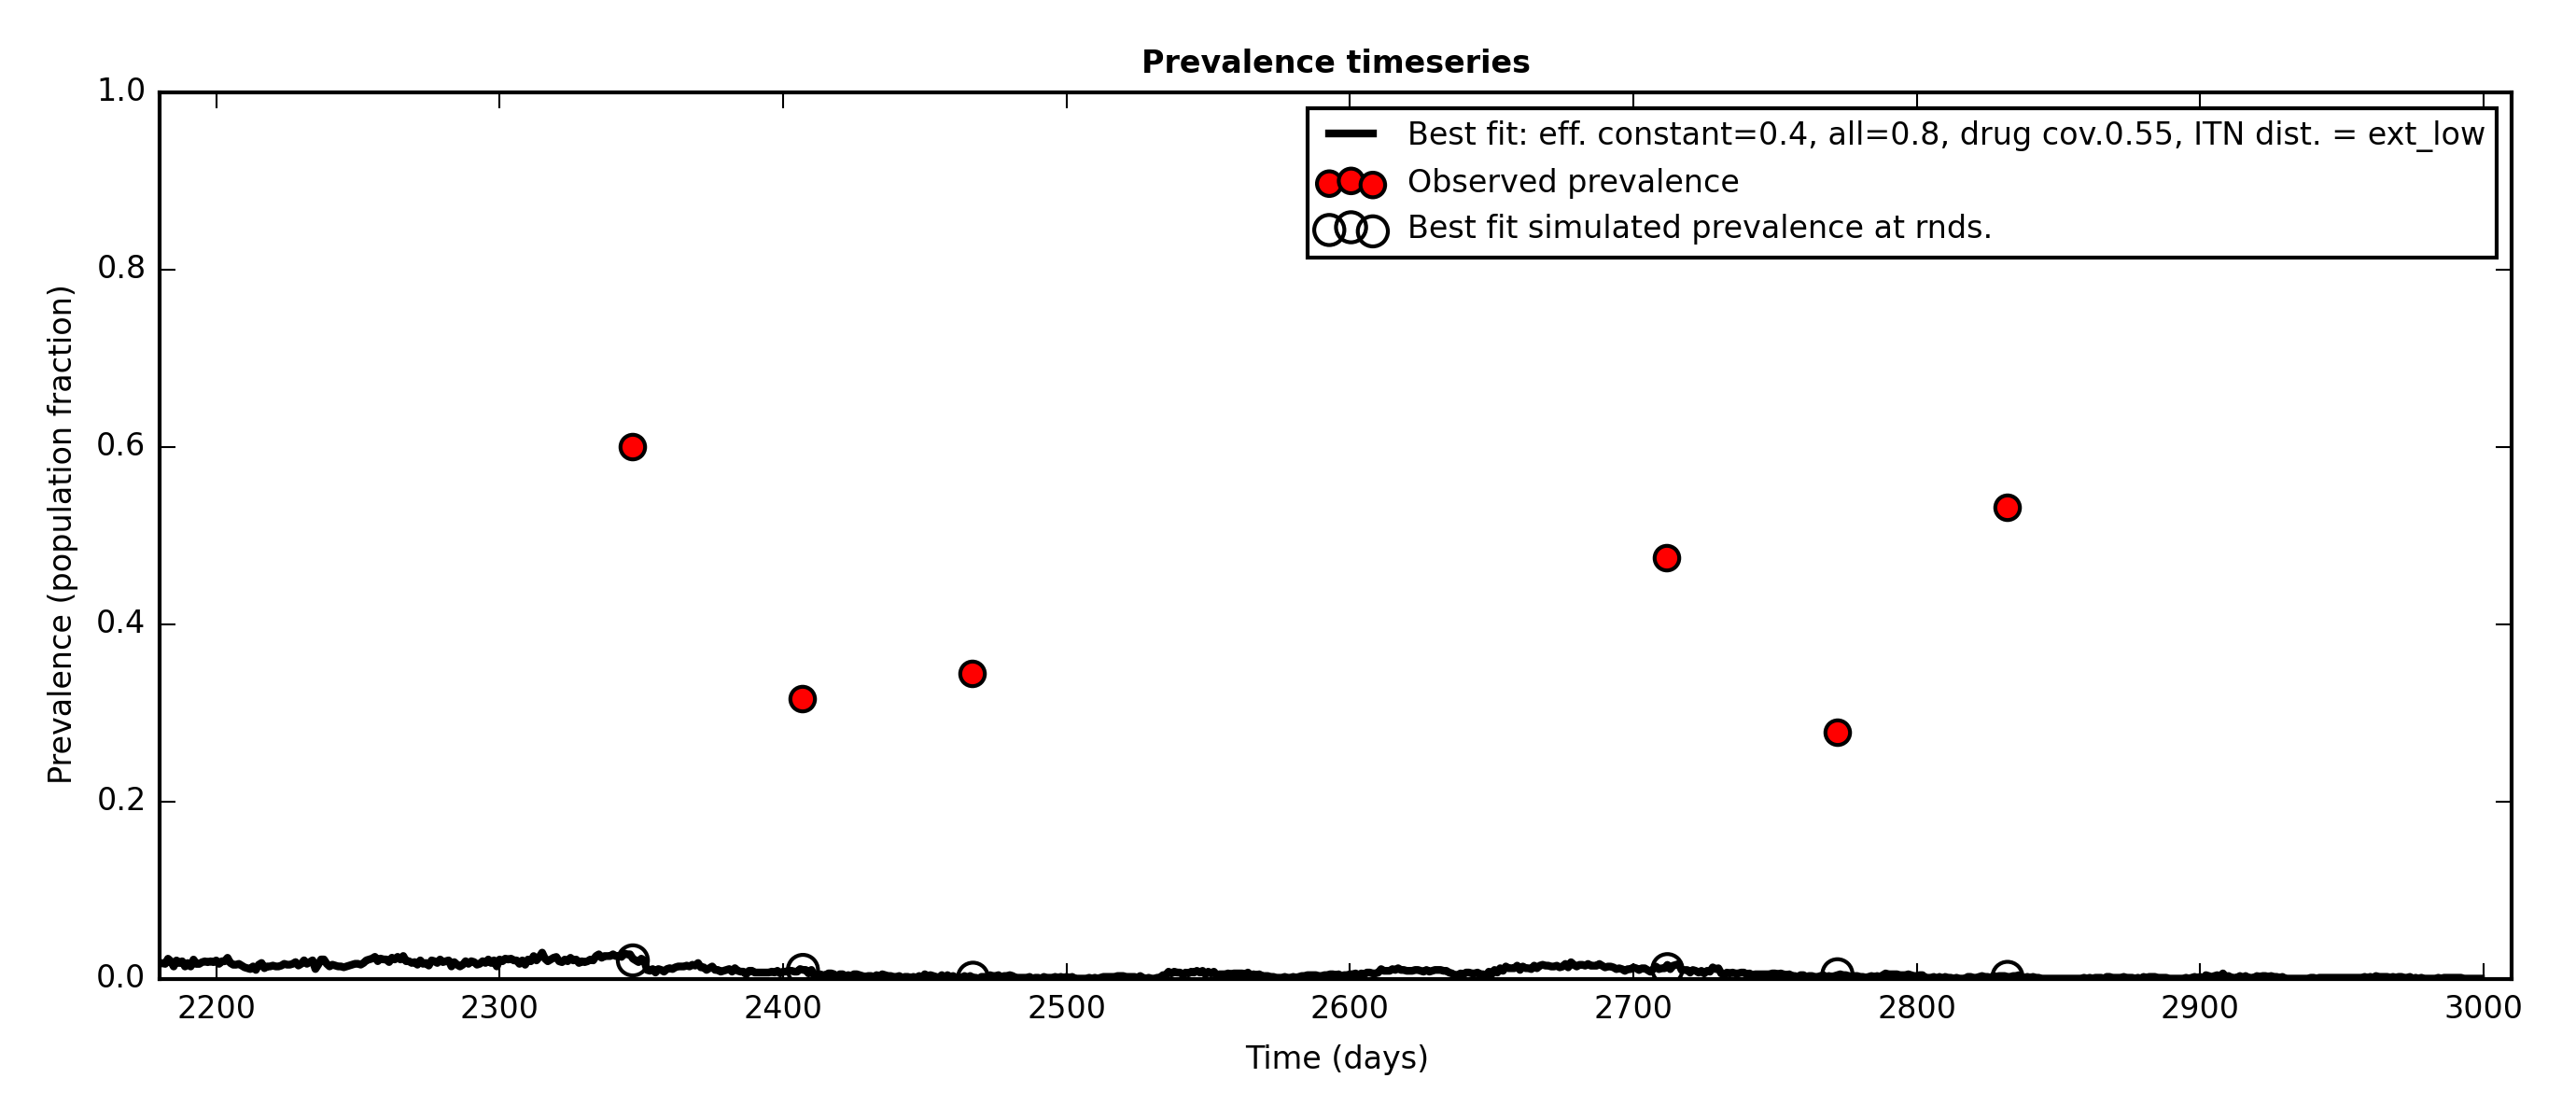 Prevalence timeseries
1.0
0.8
0.6
0.4
0.2
0.0
Prevalence (population fraction)
Best fit: eff. constant=0.4, all=0.8, drug cov.0.55, ITN dist. = ext_low
Observed prevalence
Best fit simulated prevalence at rnds.
2200 2300 2400 2500 2600 2700 2800 2900 3000
Time (days)